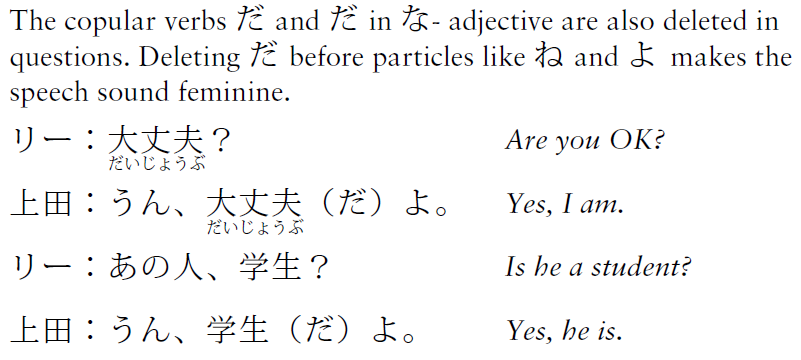 The copular verbs だ and だ in な- adjective are also deleted in
questions. Deleting だ before particles like ね and よ makes the
speech sound feminine.
リー：大丈夫？ Are you OK?
だいじょうぶ
上田：うん、大丈夫（だ）よ。 Yes, I am.
だいじょうぶ
リー：あの人、学生？ Is he a student?
上田：うん、学生（だ）よ。 Yes, he is.